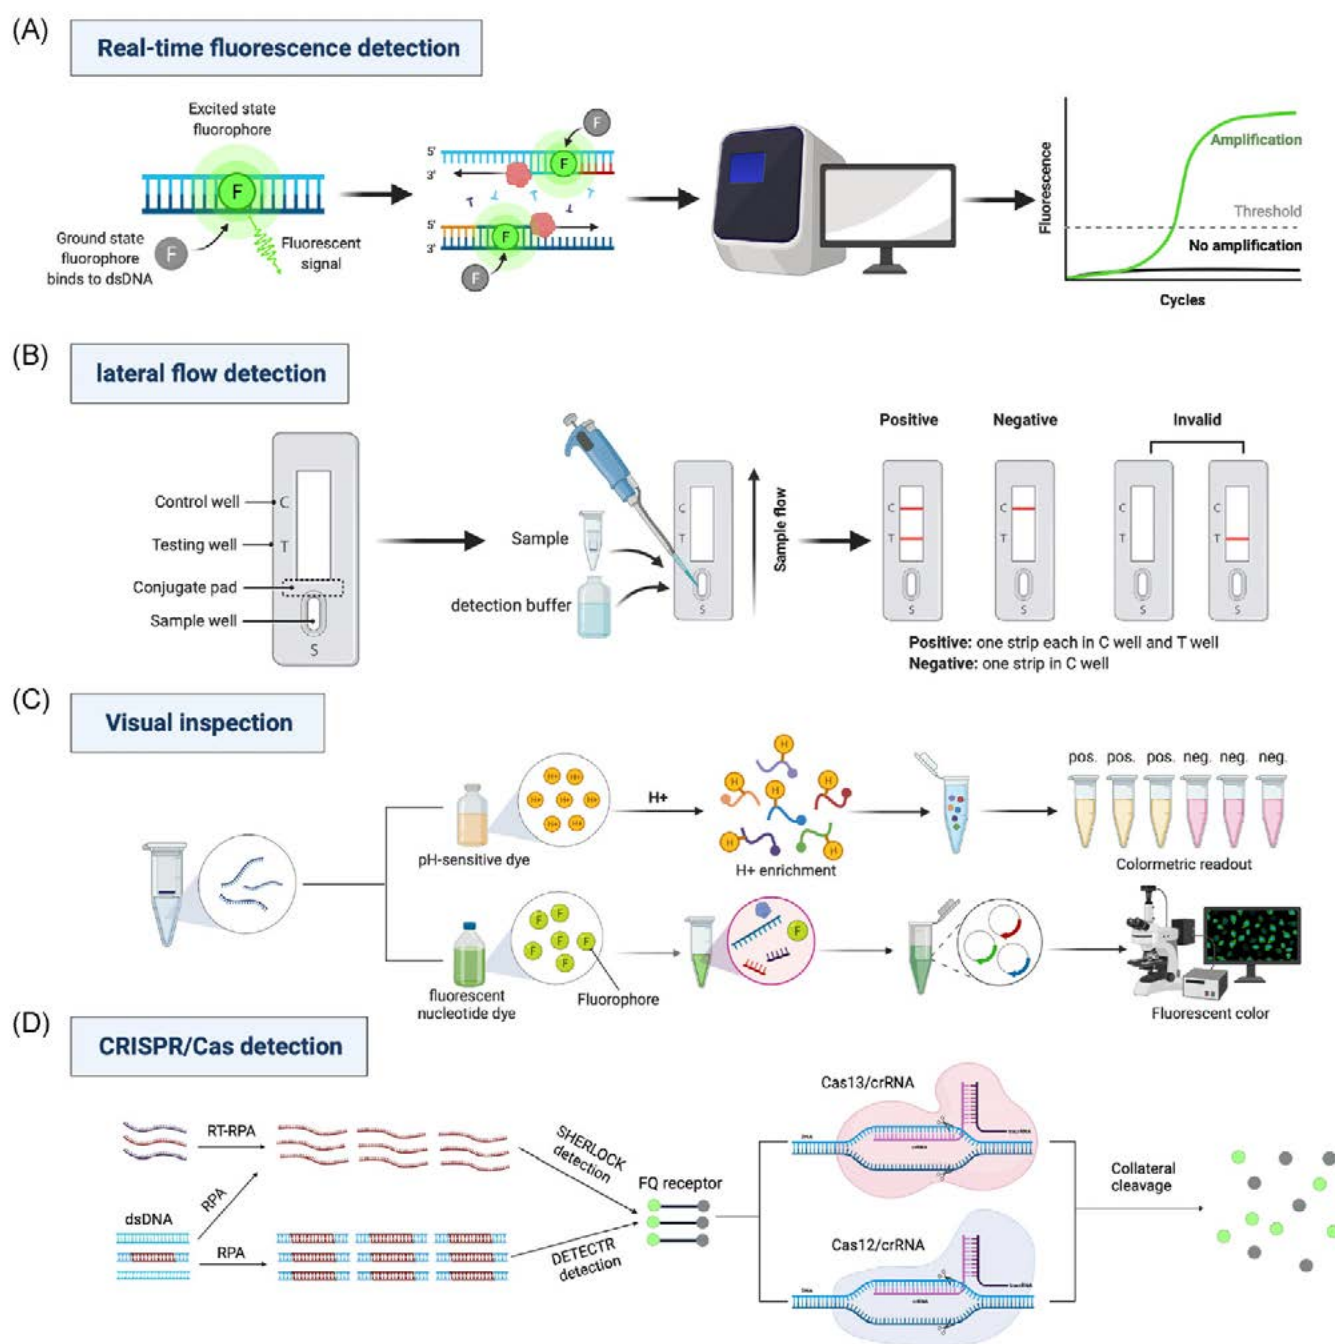 (A)
Real-time fluorescence detection
Excited state
fluorophore
F
Ground state
fluorophore
binds to dsDNA
F
Fluorescent
signal
F
5'
3'
F
5'
3'
F
F
Fluorescence
Amplification
Threshold
No amplification
Cycles
(B)
lateral flow detection
Control well
C
Testing well
T
Conjugate pad
Sample well
S
Sample
detection buffer
C
T
S
Sample flow
Positive
Negative
Invalid
C
T
S
C
T
S
C
T
S
C
T
S
Positive: one strip each in C well and T well
Negative: one strip in C well
(C)
Visual inspection
pH-sensitive dye
H+
H+
H+
H+
H+
H+
H+
H+
H
H
H
H
H
H
H+ enrichment
pos. pos. pos. neg. neg. neg.
Colormetric readout
fluorescent
nucleotide dye
F
F
F
F
F
F
Fluorophore
F
Fluorescent color
(D)
CRISPR/Cas detection
RT-RPA
RPA
dsDNA
RPA
SHERLOCK
detection
DETECTR
detection
FQ receptor
Cas13/crRNA
Cas12/crRNA
Collateral
cleavage